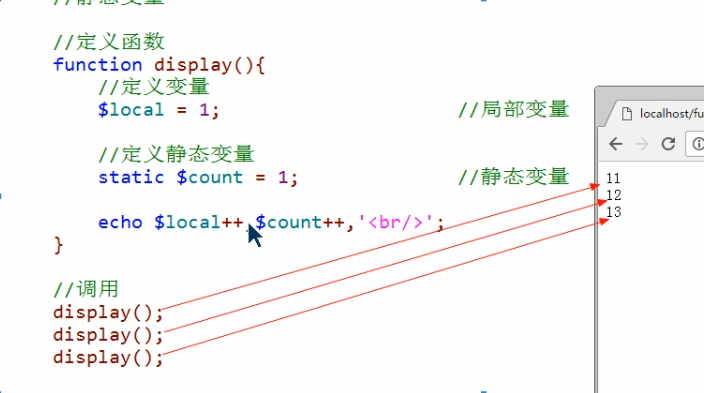 //静态变量
//定义函数
function display(){
//定义变量
$local = 1; //局部变量
//定义静态变量
static $count = 1; //静态变量
echo $local++ $count++,'<br/>';
}
//调用
display();
display();
display();
localhost/fu
11
12
13